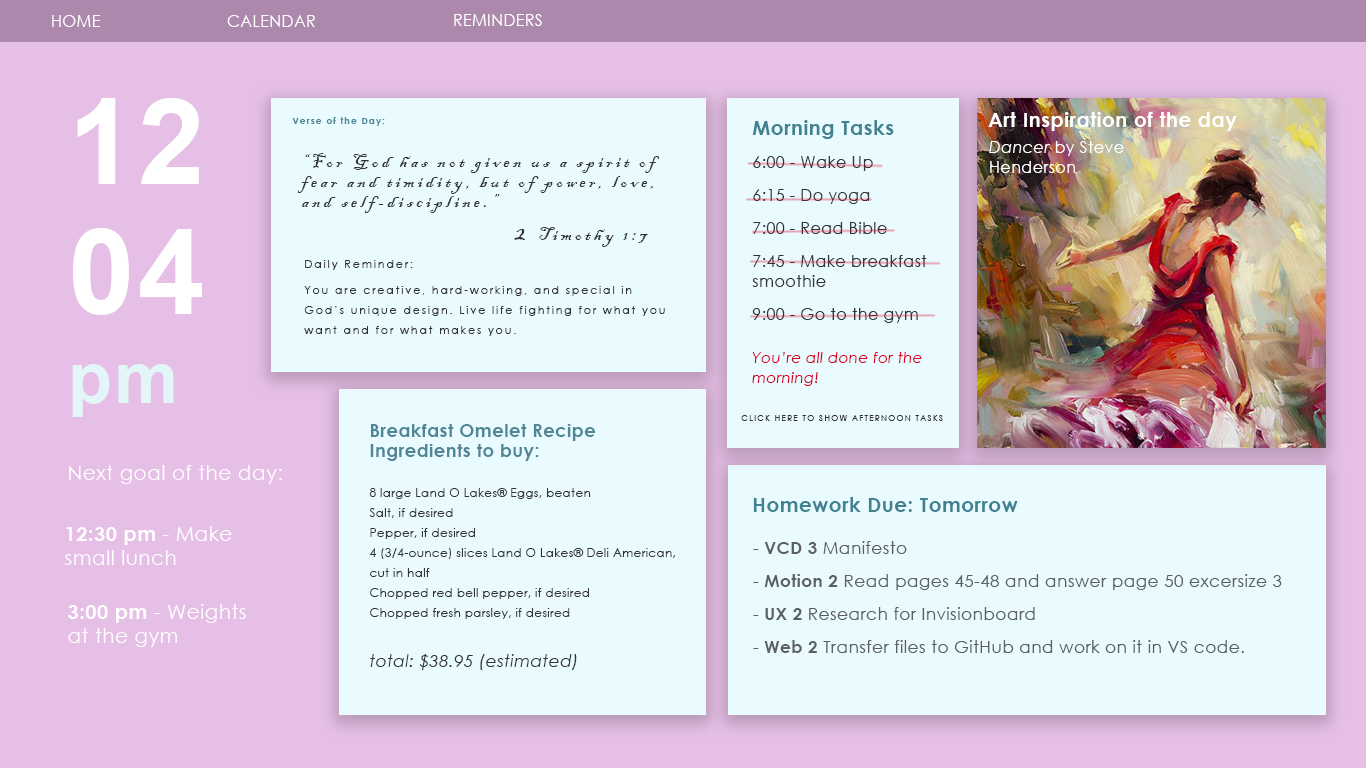 HOME CALENDAR REMINDERS
12
04
pm
Next goal of the day:
12:30 pm - Make
small lunch
3:00 pm - Weights
at the gym
Verse of the Day:
“For God has not given us a spirit of
fear and timidity, but of power, love,
and self-discipline.”
2 Timothy 1:7
Daily Reminder:
You are creative, hard-working, and special in
God's unique design. Live life fighting for what you
want and for what makes you.
Breakfast Omelet Recipe
Ingredients to buy:
8 large Land O Lakes® Eggs, beaten
Salt, if desired
Pepper, if desired
4 (3/4-ounce) slices Land O Lakes® Deli American,
cut in half
Chopped red bell pepper, if desired
Chopped fresh parsley, if desired
total: $38.95 (estimated)
Morning Tasks
6:00 - Wake Up
6:15 - Do yoga
7:00 - Read Bible
7:45 - Make breakfast
smoothie
9:00 - Go to the gym
You're all done for the
morning!
CLICK HERE TO SHOW AFTERNOON TASKS
Art Inspiration of the day
Dancer by Steve
Henderson
Homework Due: Tomorrow
- VCD 3 Manifesto
- Motion 2 Read pages 45-48 and answer page 50 excersize 3
- UX 2 Research for Invisionboard
- Web 2 Transfer files to GitHub and work on it in VS code.